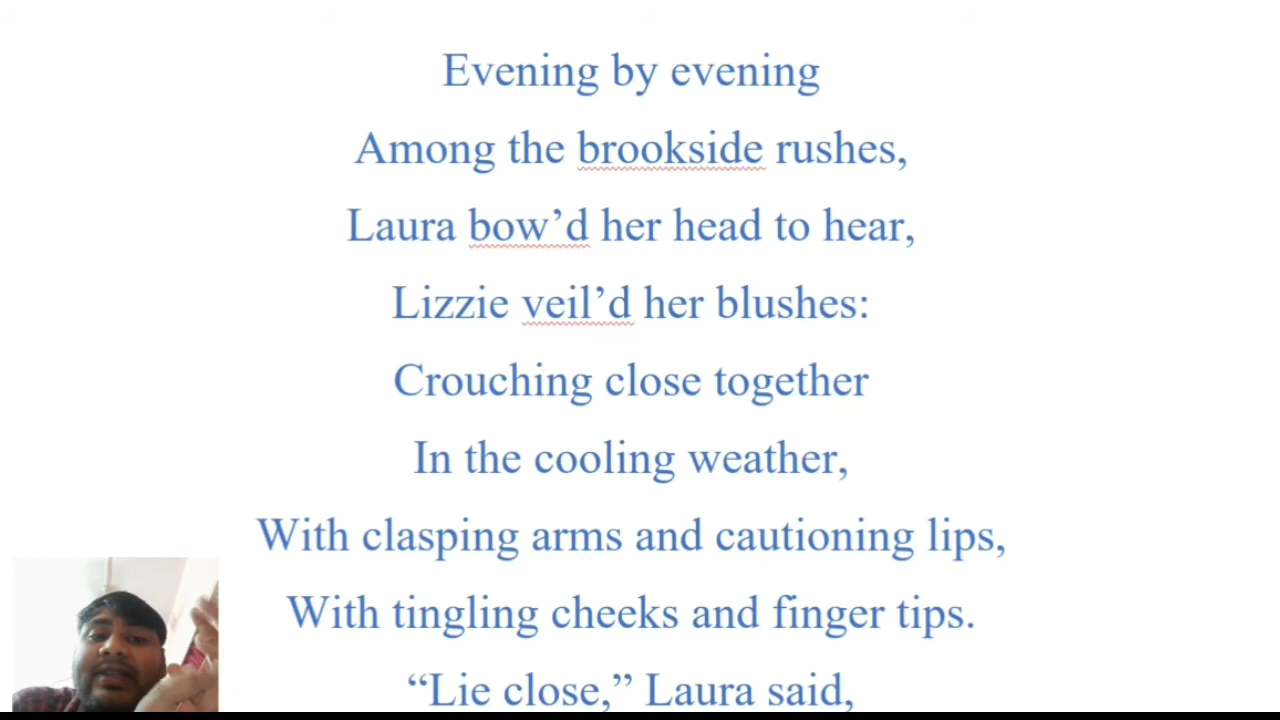 Evening by evening
Among the brookside rushes,
Laura bow’d her head to hear,
Lizzie veil’d her blushes:
Crouching close together
In the cooling weather,
With clasping arms and cautioning lips,
With tingling cheeks and finger tips.
“Lie close,” Laura said,